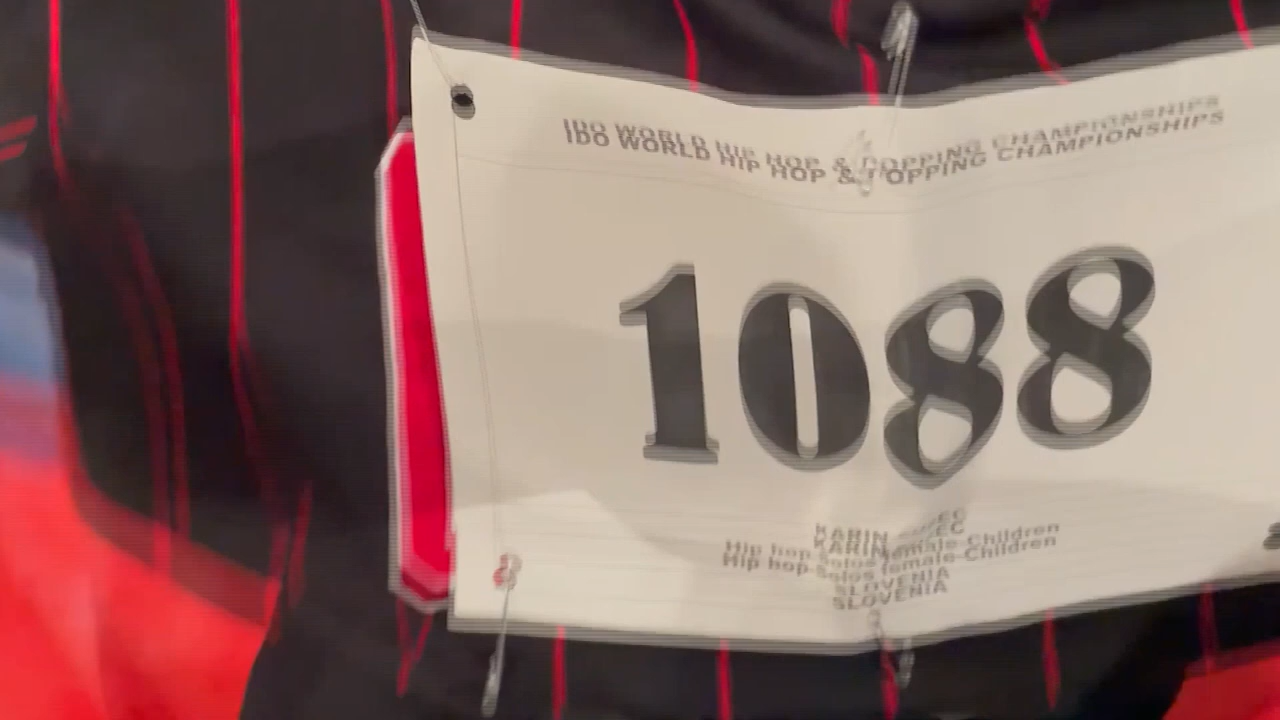 IDO WORLD HIP HOP & POPPING CHAMPIONSHIPS
1088
KARIN
Hip hop Solos female-Children
SLOVENIA